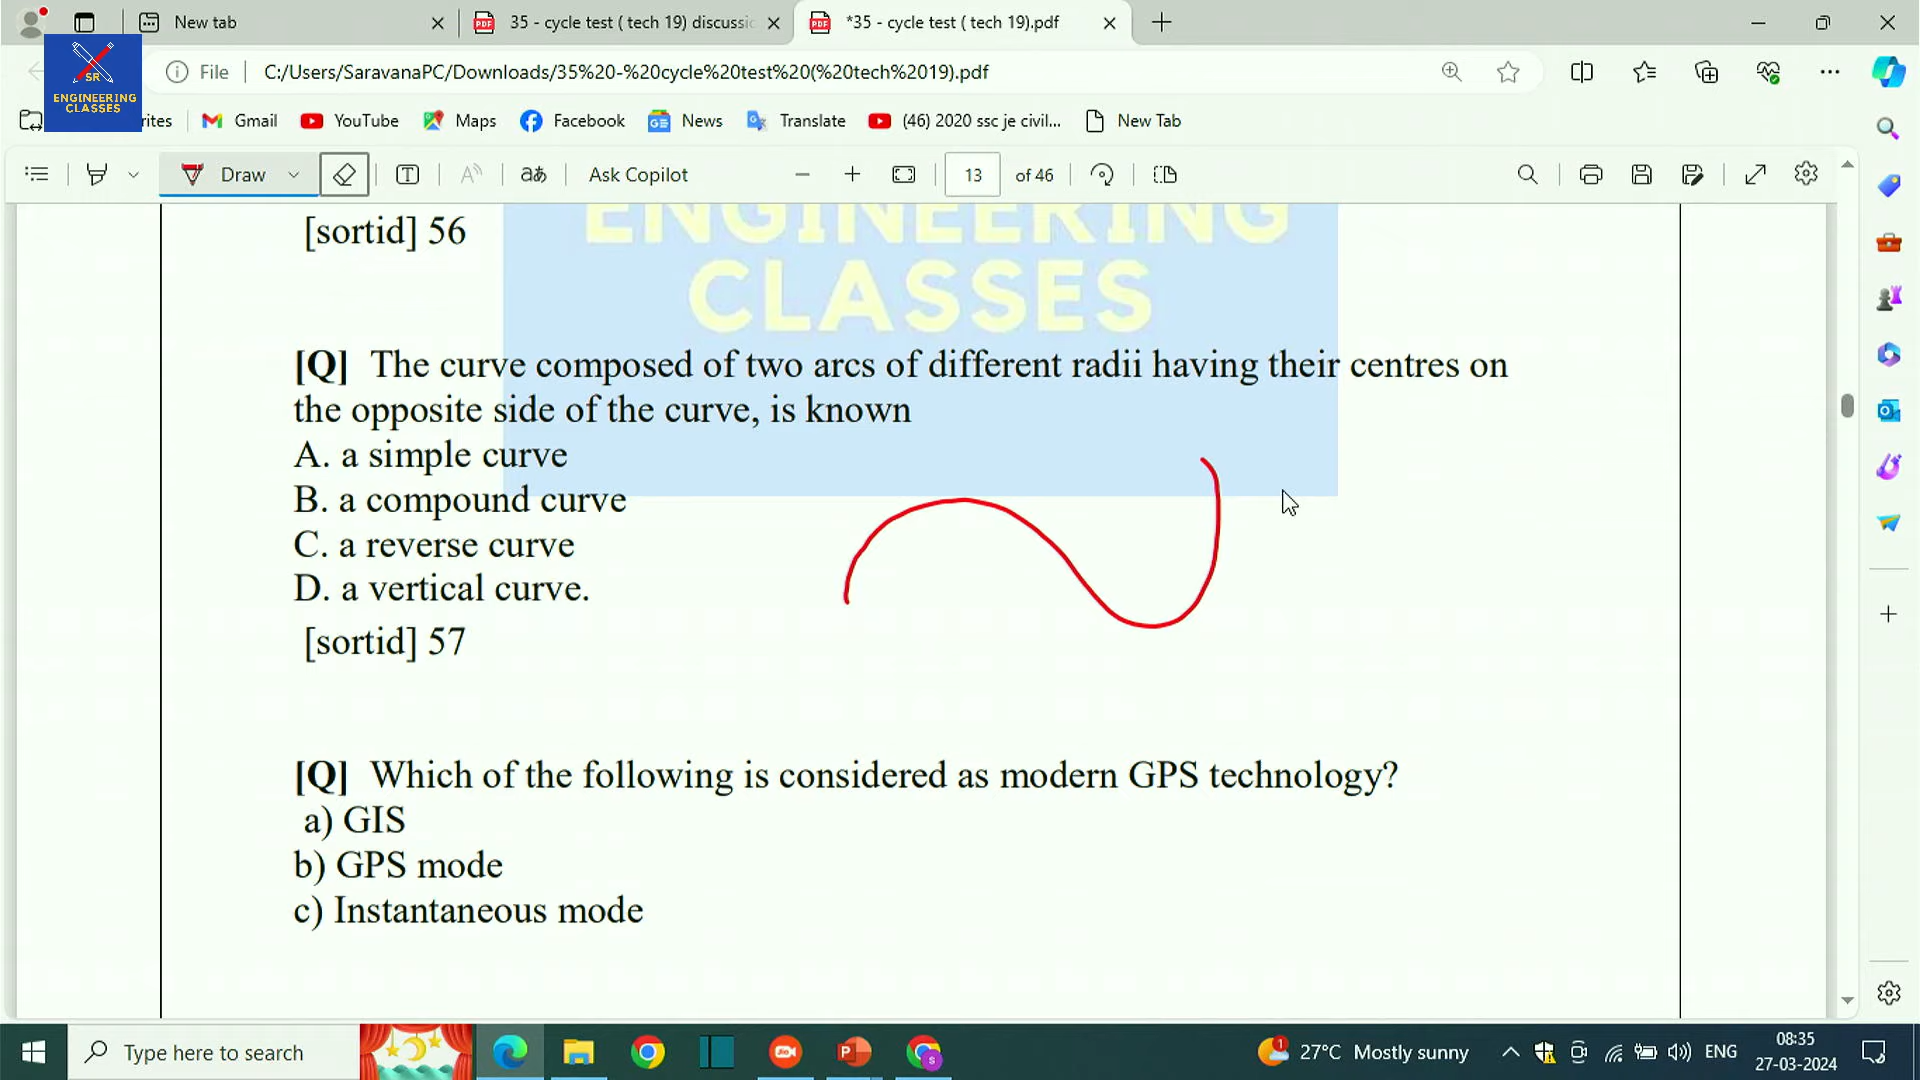 New tab
35 - cycle test ( tech 19) discussi
*35 - cycle test ( tech 19).pdf
SR
ENGINEERING
CLASSES
File
C:/Users/SaravanaPC/Downloads/35%20-%20cycle%20test%20(%20tech%2019).pdf
rites
Gmail
YouTube
Maps
Facebook
News
Translate
(46) 2020 ssc je civil...
New Tab
Draw
Ask Copilot
13 of 46
ENGINEERING
CLASSES
[sortid] 56
[Q] The curve composed of two arcs of different radii having their centres on
the opposite side of the curve, is known
A. a simple curve
B. a compound curve
C. a reverse curve
D. a vertical curve.
[sortid] 57
[Q] Which of the following is considered as modern GPS technology?
a) GIS
b) GPS mode
c) Instantaneous mode
Type here to search
27°C Mostly sunny
ENG
08:35
27-03-2024